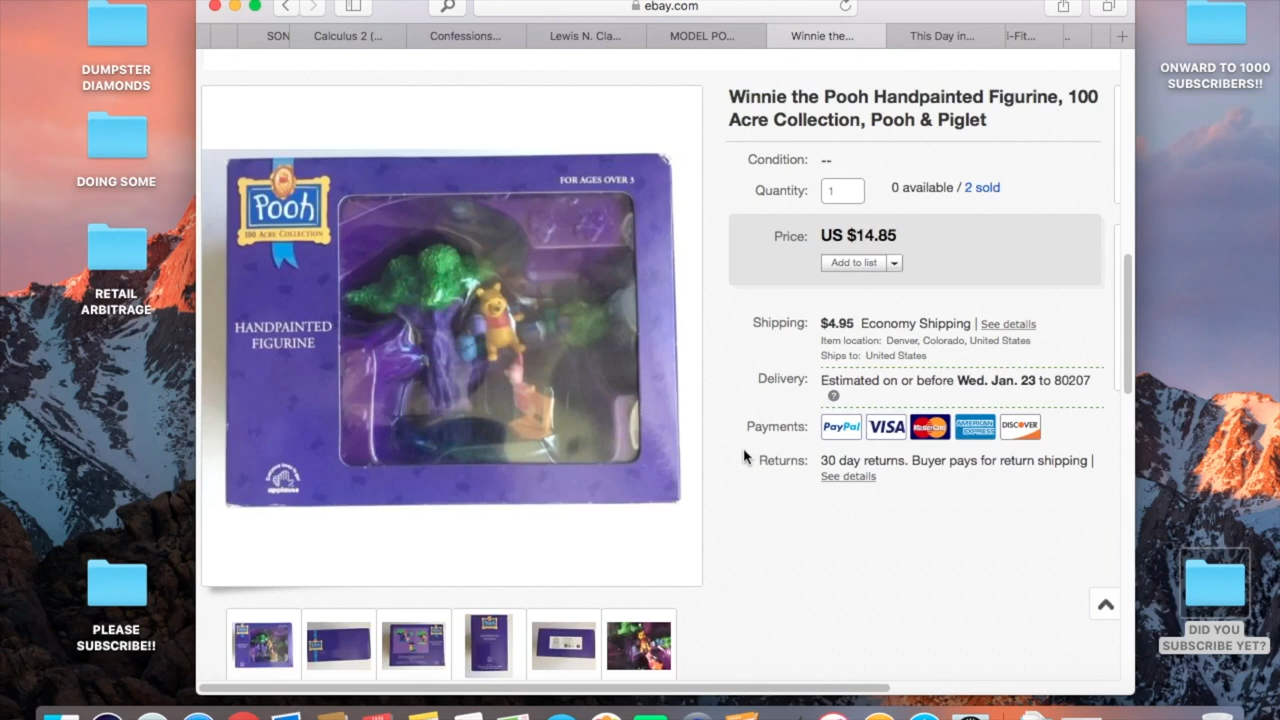 ebay.com
SON
Calculus 2 (...
Confessions...
Lewis N. Cla...
MODEL PO...
Winnie the...
This Day in...
i-Fit...
..
DUMPSTER
DIAMONDS
DOING SOME
RETAIL
ARBITRAGE
PLEASE
SUBSCRIBE!!
Pooh
100 ACRE COLLECTION
FOR AGES OVER 3
HANDPAINTED
FIGURINE
applause
Winnie the Pooh Handpainted Figurine, 100
Acre Collection, Pooh & Piglet
Condition: --
Quantity: 1 0 available / 2 sold
Price: US $14.85
Add to list
Shipping: $4.95 Economy Shipping | See details
Item location: Denver, Colorado, United States
Ships to: United States
Delivery: Estimated on or before Wed. Jan. 23 to 80207
?
Payments: PayPal VISA MasterCard AMERICAN EXPRESS DISCOVER
Returns: 30 day returns. Buyer pays for return shipping |
See details
ONWARD TO 1000
SUBSCRIBERS!!
DID YOU
SUBSCRIBE YET?